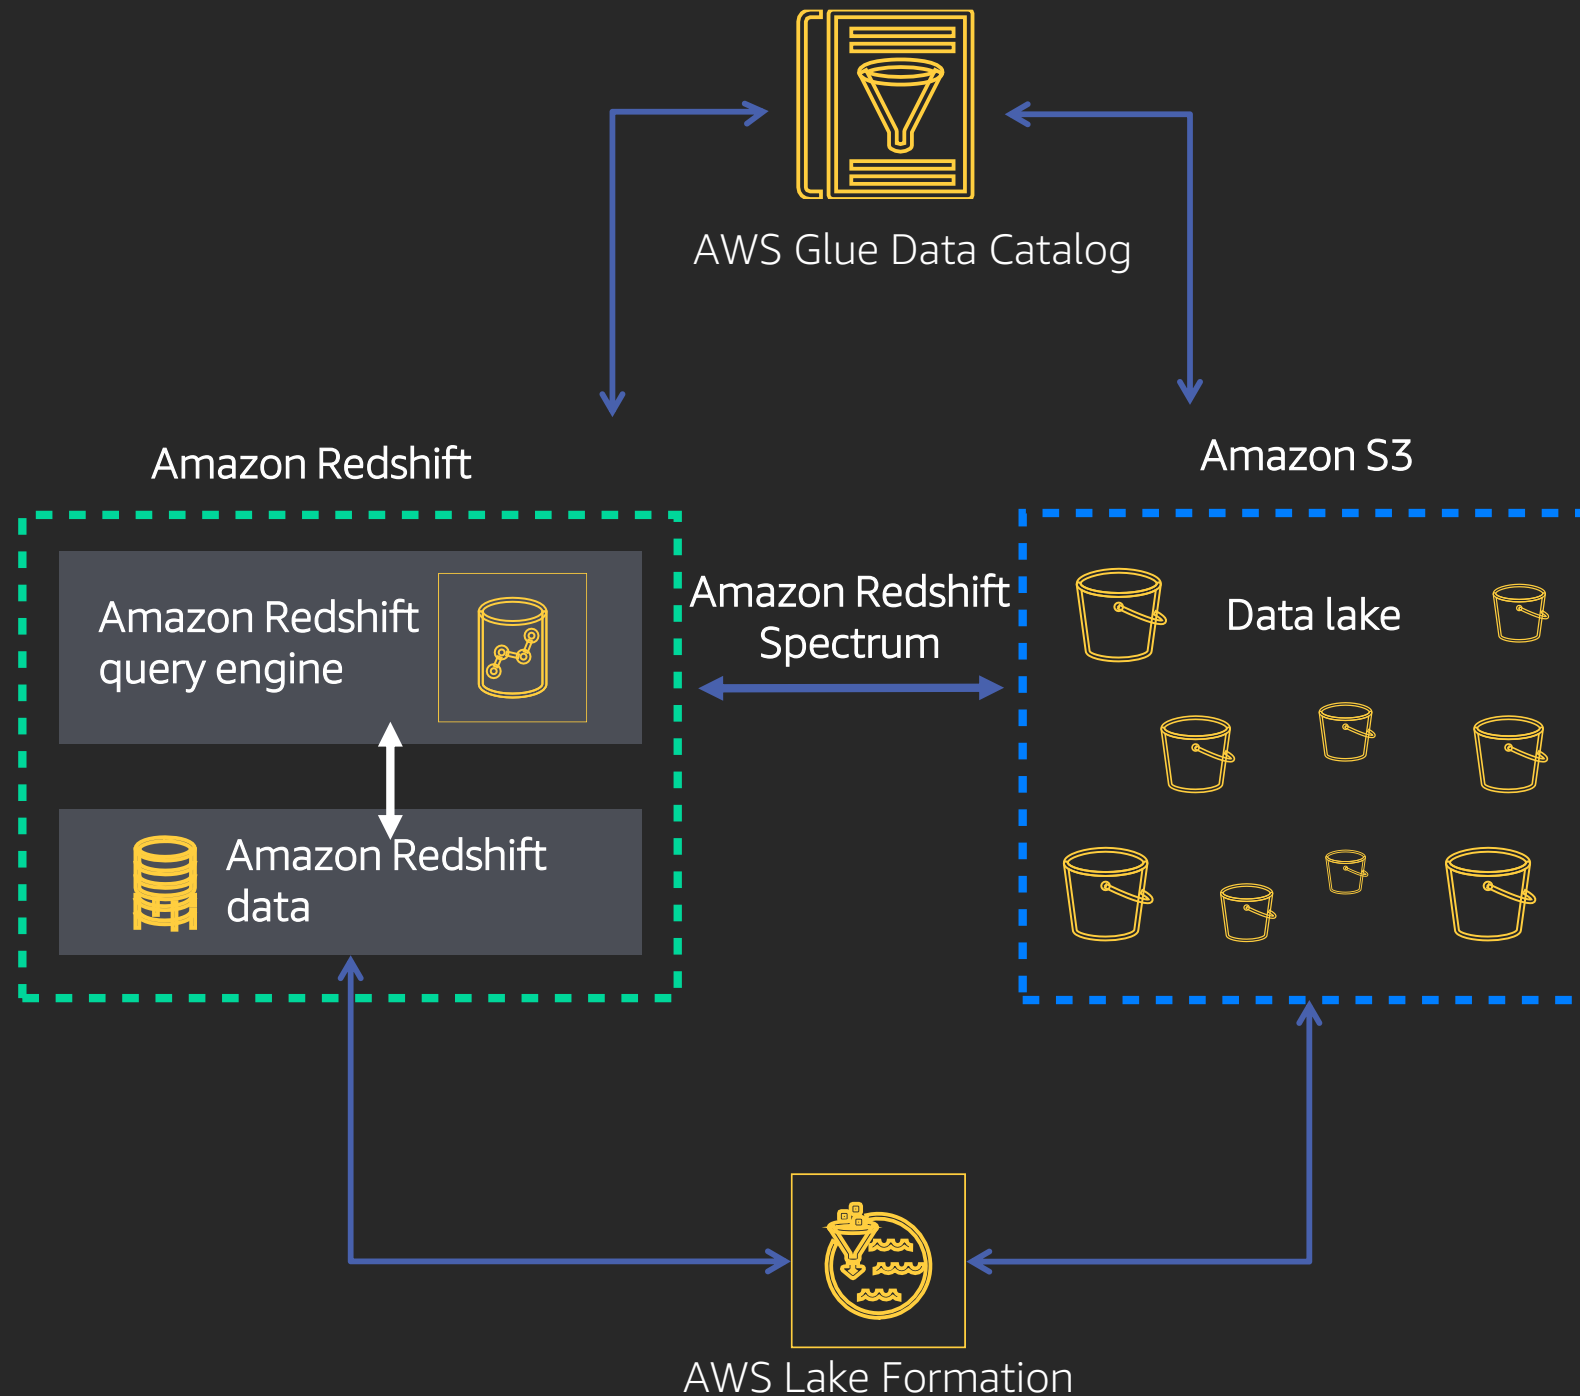 AWS Glue Data Catalog
Amazon Redshift
Amazon S3
Amazon Redshift
query engine
Amazon Redshift
data
Amazon Redshift
Spectrum
Data lake
AWS Lake Formation